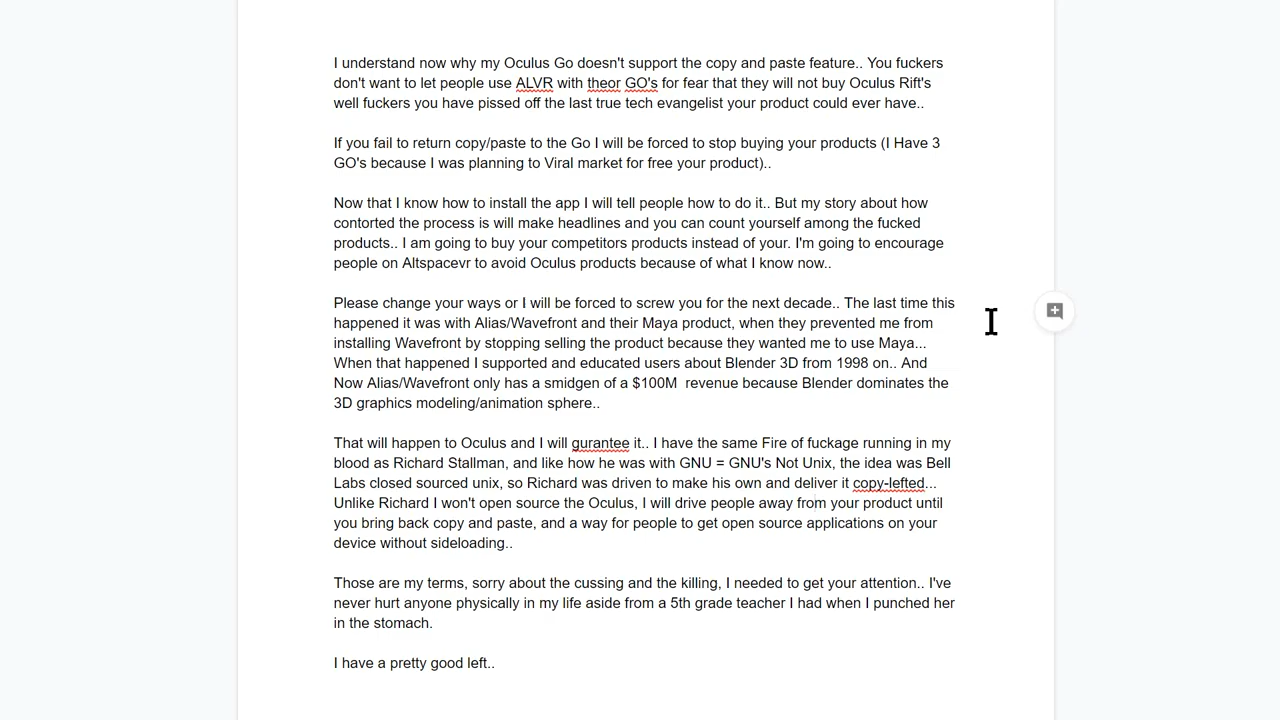 I understand now why my Oculus Go doesn't support the copy and paste feature.. You fuckers
don't want to let people use ALVR with theor GO's for fear that they will not buy Oculus Rift's
well fuckers you have pissed off the last true tech evangelist your product could ever have..
If you fail to return copy/paste to the Go I will be forced to stop buying your products (I Have 3
GO's because I was planning to Viral market for free your product)..
Now that I know how to install the app I will tell people how to do it.. But my story about how
contorted the process is will make headlines and you can count yourself among the fucked
products.. I am going to buy your competitors products instead of your. I'm going to encourage
people on Altspacevr to avoid Oculus products because of what I know now..
Please change your ways or I will be forced to screw you for the next decade.. The last time this
happened it was with Alias/Wavefront and their Maya product, when they prevented me from
installing Wavefront by stopping selling the product because they wanted me to use Maya...
When that happened I supported and educated users about Blender 3D from 1998 on.. And
Now Alias/Wavefront only has a smidgen of a $100M  revenue because Blender dominates the
3D graphics modeling/animation sphere..
That will happen to Oculus and I will gurantee it.. I have the same Fire of fuckage running in my
blood as Richard Stallman, and like how he was with GNU = GNU's Not Unix, the idea was Bell
Labs closed sourced unix, so Richard was driven to make his own and deliver it copy-lefted...
Unlike Richard I won't open source the Oculus, I will drive people away from your product until
you bring back copy and paste, and a way for people to get open source applications on your
device without sideloading..
Those are my terms, sorry about the cussing and the killing, I needed to get your attention.. I've
never hurt anyone physically in my life aside from a 5th grade teacher I had when I punched her
in the stomach.
I have a pretty good left..